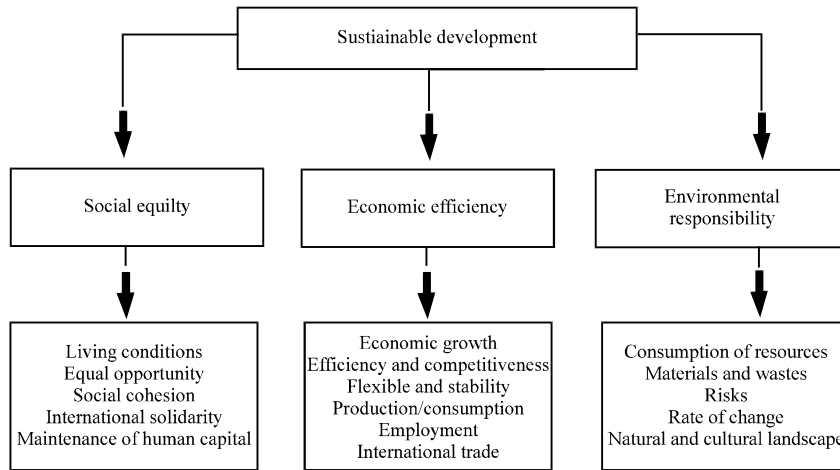 Sustiainable development
Social equilty
Economic efficiency
Environmental
responsibility
Living conditions
Equal opportunity
Social cohesion
International solidarity
Maintenance of human capital
Economic growth
Efficiency and competitiveness
Flexible and stability
Production/consumption
Employment
International trade
Consumption of resources
Materials and wastes
Risks
Rate of change
Natural and cultural landscape